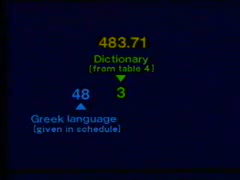 483.71
Dictionary
[from table 4]
48 3
Greek language
[given in schedule]